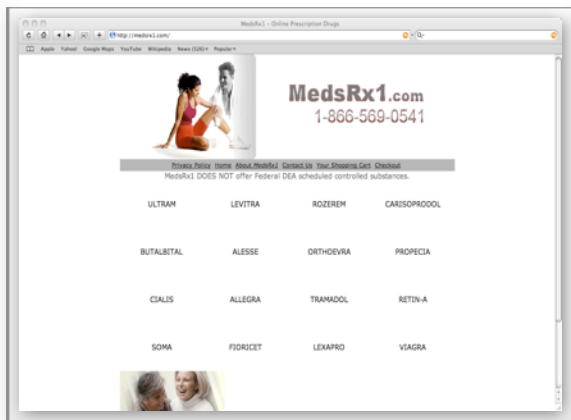 MedsRx1 – Online Prescription Drugs
http://medsrx1.com/
Apple Yahoo! Google Maps YouTube Wikipedia News (526) Popular
MedsRx1.com
1-866-569-0541
Privacy Policy Home About MedsRx1 Contact Us Your Shopping Cart Checkout
MedsRx1 DOES NOT offer Federal DEA scheduled controlled substances.
ULTRAM LEVITRA ROZEREM CARISOPRODOL
BUTALBITAL ALESSE ORTHOEVRA PROPECIA
CIALIS ALLEGRA TRAMADOL RETIN-A
SOMA FIORICET LEXAPRO VIAGRA